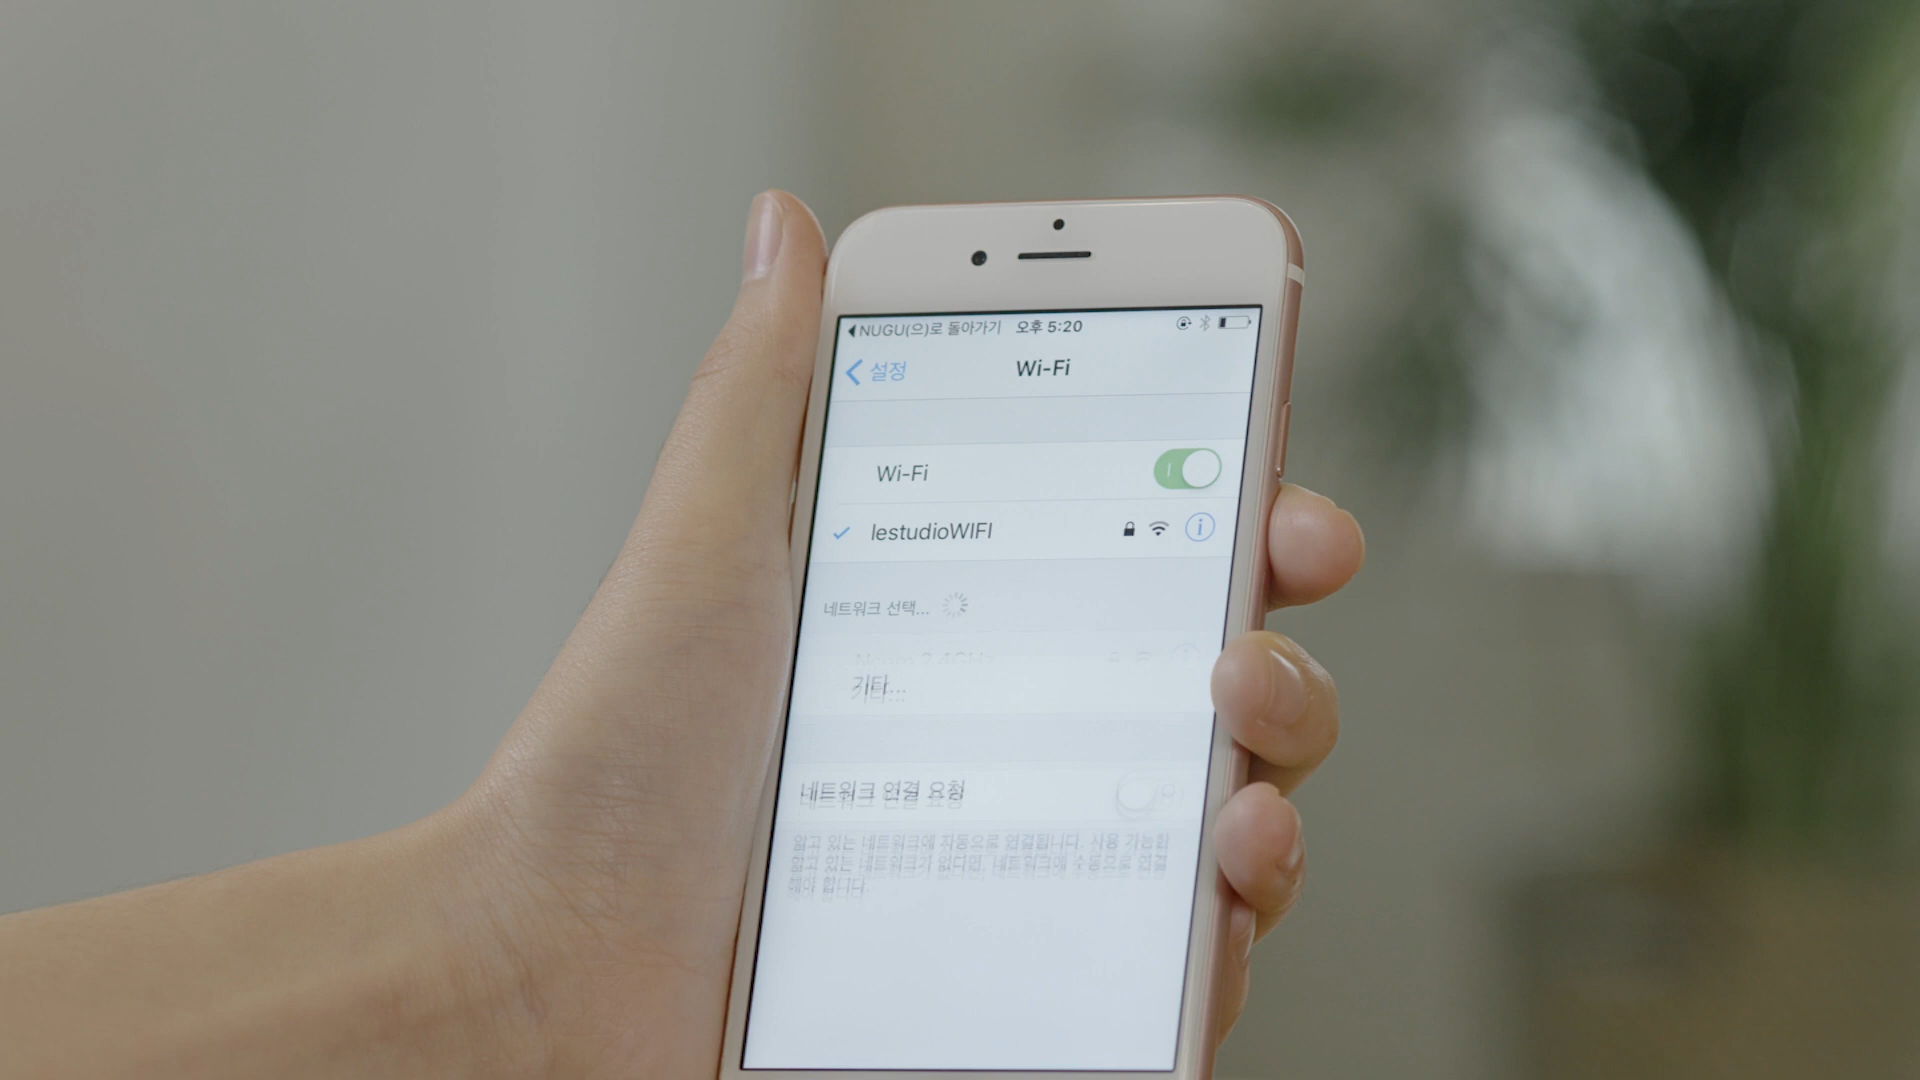 NUGU(으)로 돌아가기 오후 5:20
설정 Wi-Fi
Wi-Fi
lestudioWIFI
네트워크 선택...
기타...
네트워크 연결 요청
알고 있는 네트워크에 자동으로 연결됩니다. 사용 가능한
알고 있는 네트워크가 없다면, 네트워크에 수동으로 연결
해야 합니다.